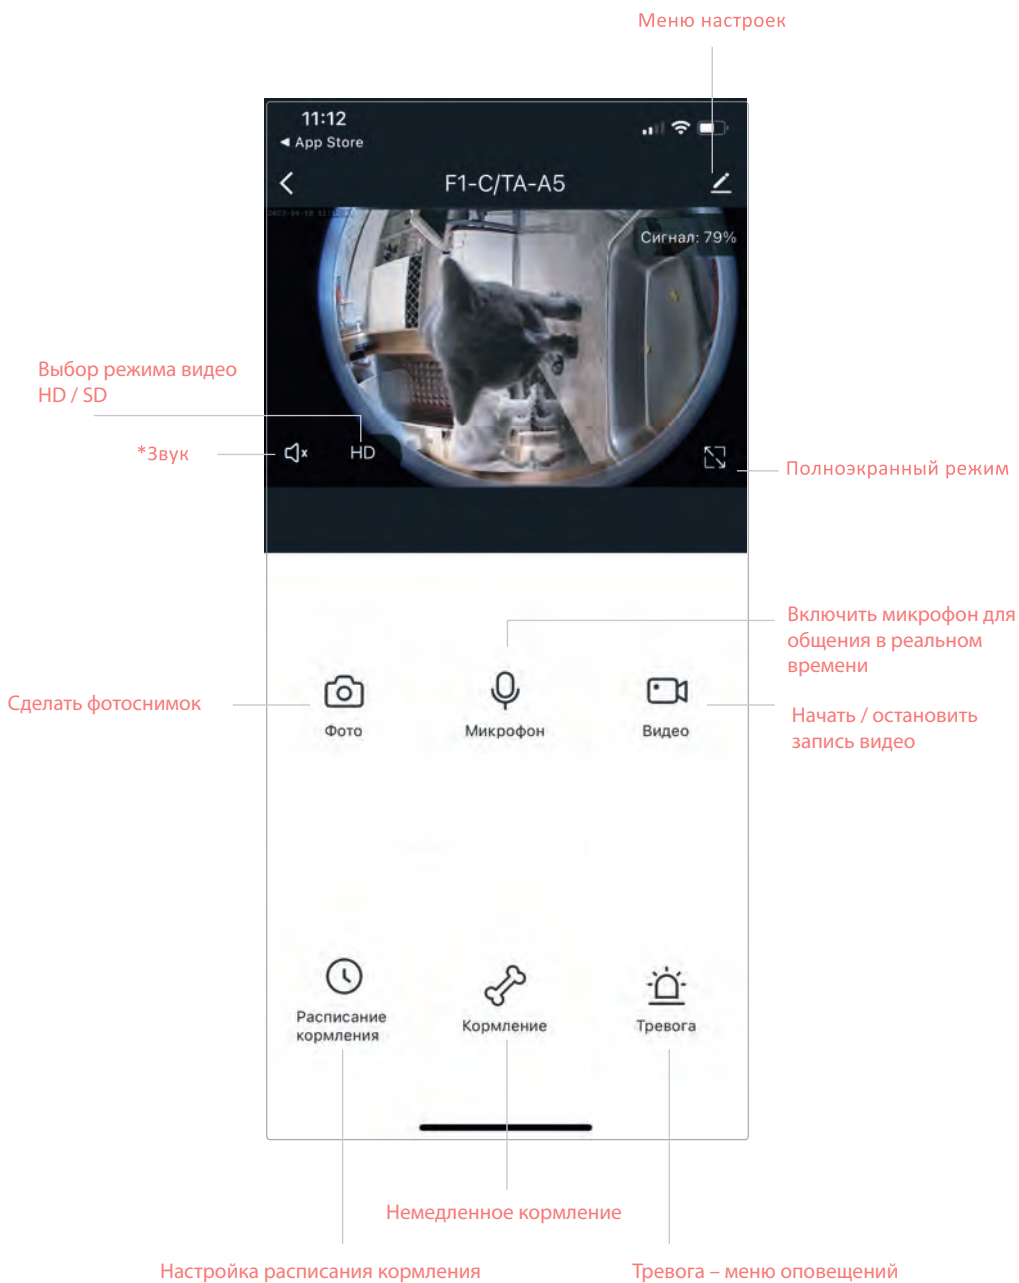 Меню настроек
11:12
◄ App Store
F1-C/TA-A5
Сигнал: 79%
Выбор режима видео
HD / SD
*Звук
HD
Полноэкранный режим
Включить микрофон для
общения в реальном
времени
Сделать фотоснимок
Фото
Микрофон
Видео
Начать / остановить
запись видео
Расписание
кормления
Кормление
Тревога
Немедленное кормление
Настройка расписания кормления
Тревога – меню оповещений